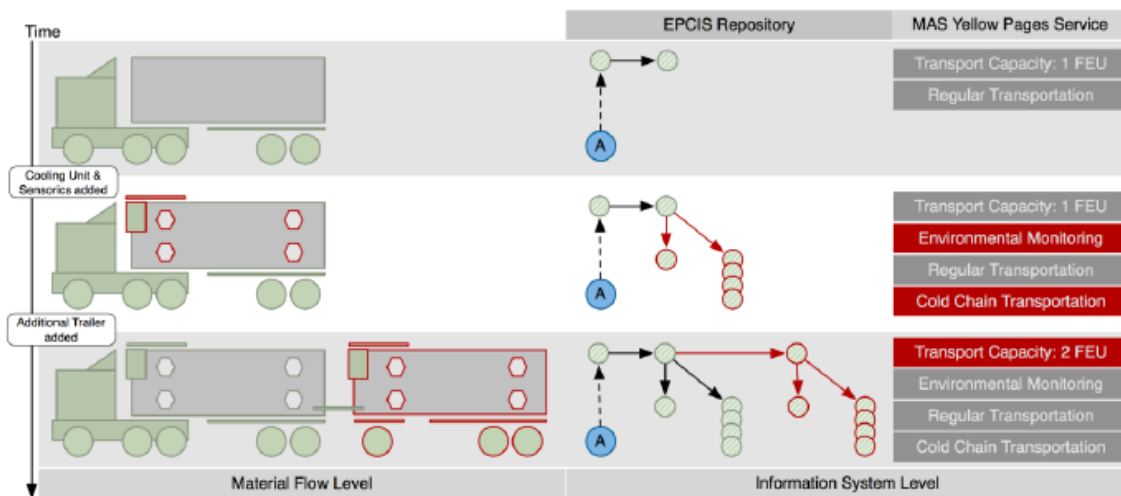 EPCIS Repository
MAS Yellow Pages Service
Time
Transport Capacity: 1 FEU
Regular Transportation
A
Cooling Unit &
Sensorics added
Transport Capacity: 1 FEU
Environmental Monitoring
Regular Transportation
A
Cold Chain Transportation
Additional Trailer
added
Transport Capacity: 2 FEU
Environmental Monitoring
Regular Transportation
A
Cold Chain Transportation
Material Flow Level
Information System Level